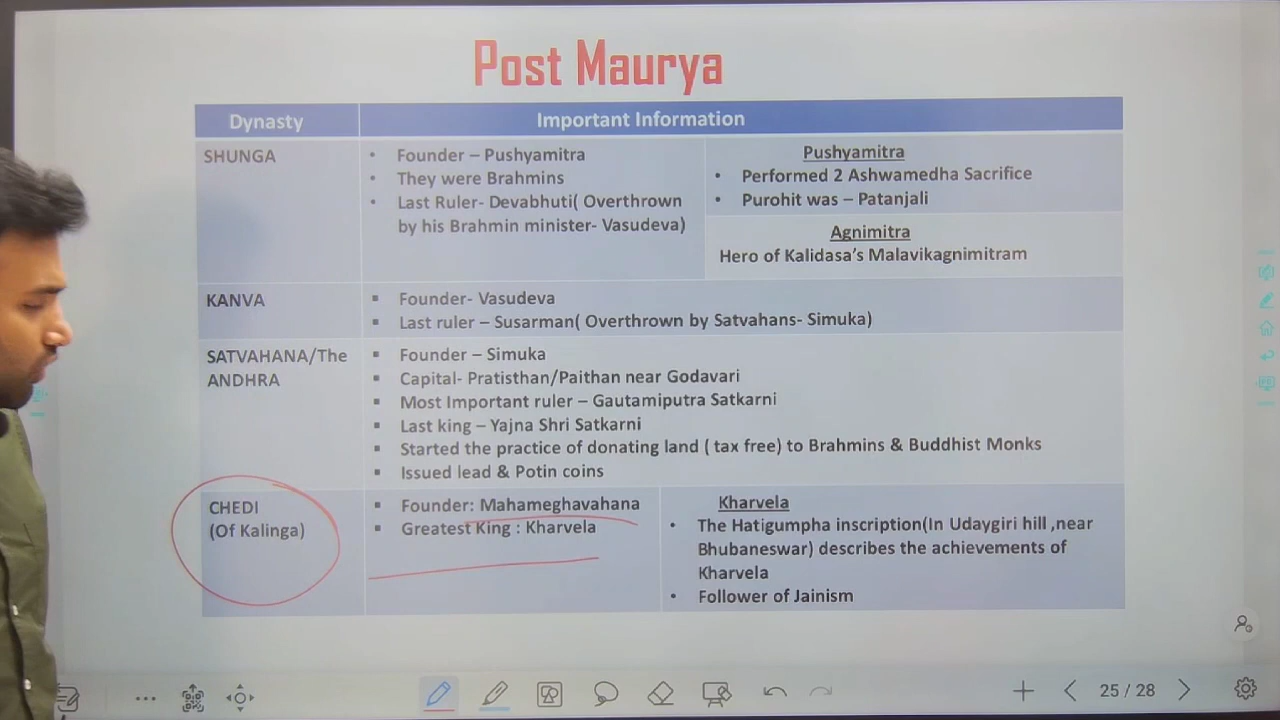 Post Maurya
Dynasty
Important Information
SHUNGA
• Founder – Pushyamitra
• They were Brahmins
• Last Ruler- Devabhuti( Overthrown
by his Brahmin minister- Vasudeva)
Pushyamitra
• Performed 2 Ashwamedha Sacrifice
• Purohit was – Patanjali
Agnimitra
Hero of Kalidasa's Malavikagnimitram
KANVA
▪ Founder- Vasudeva
▪ Last ruler – Susarman( Overthrown by Satvahans- Simuka)
SATVAHANA/The
ANDHRA
▪ Founder – Simuka
▪ Capital- Pratisthan/Paithan near Godavari
▪ Most Important ruler – Gautamiputra Satkarni
▪ Last king – Yajna Shri Satkarni
▪ Started the practice of donating land ( tax free) to Brahmins & Buddhist Monks
▪ Issued lead & Potin coins
CHEDI
(Of Kalinga)
▪ Founder: Mahameghavahana
▪ Greatest King : Kharvela
Kharvela
• The Hatigumpha inscription(In Udaygiri hill ,near
Bhubaneswar) describes the achievements of
Kharvela
• Follower of Jainism
25 / 28